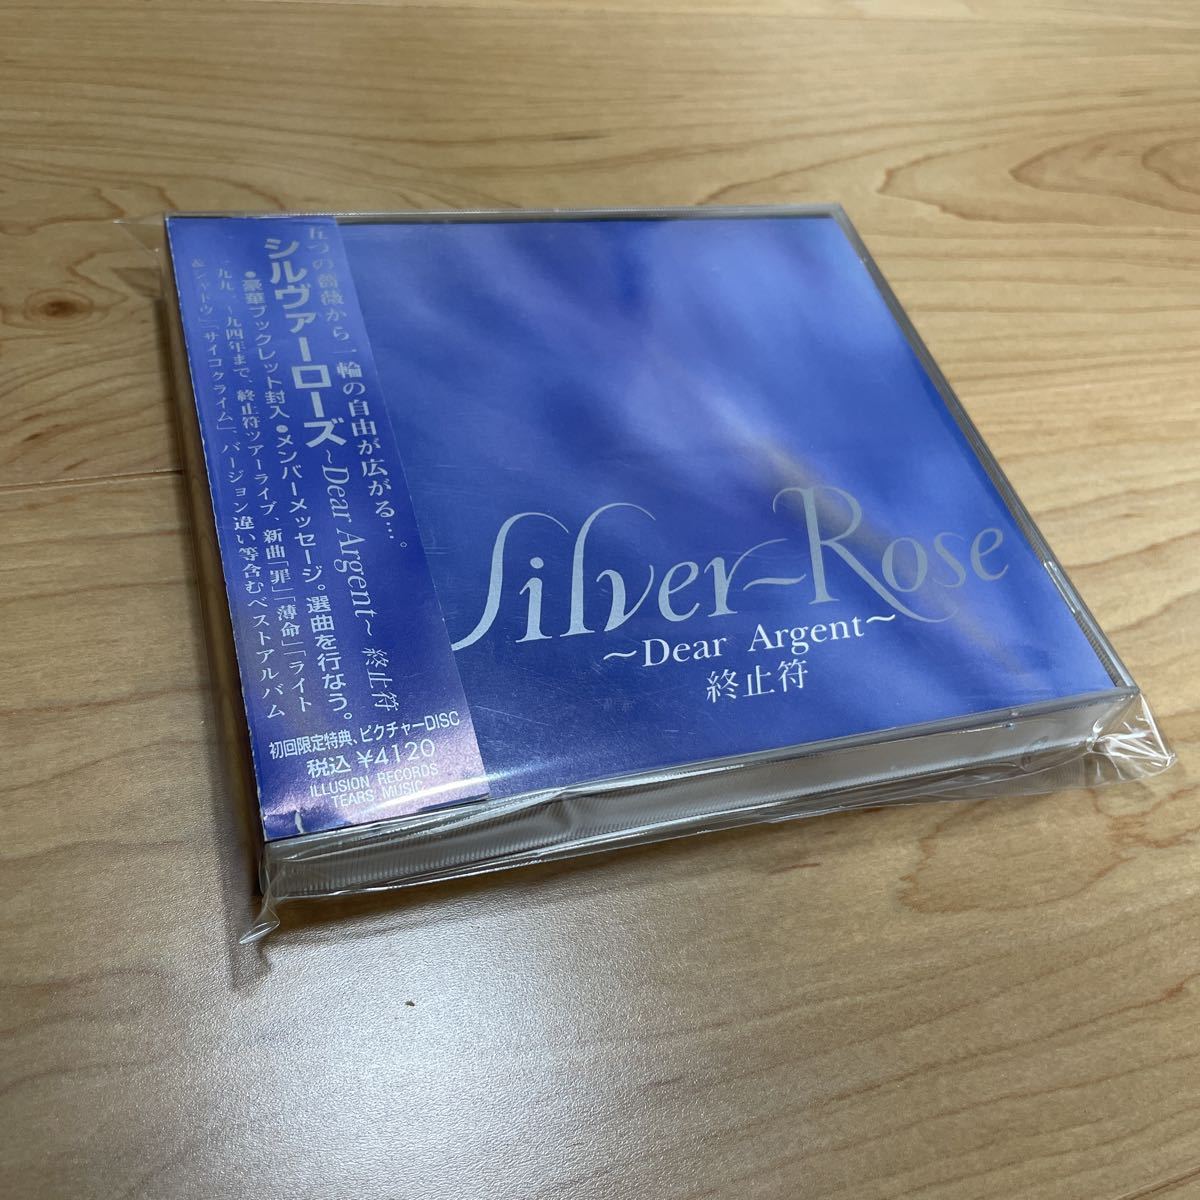 五つの薔薇から一輪の自由が広がる…。
シルヴァーローズ ～Dear Argent～ 終止符
・豪華ブックレット封入・メンバーメッセージ。選曲を行なう。
一九九一～九四年まで、終止符ツアーライブ、新曲「罪」「薄命」「ライト
&シャドウ」「サイコクライム」、バージョン違い等含むベストアルバム
初回限定特典、ピクチャーDISC
税込 ¥4120
ILLUSION RECORDS
TEARS MUSIC
Silver-Rose
～Dear Argent～
終止符